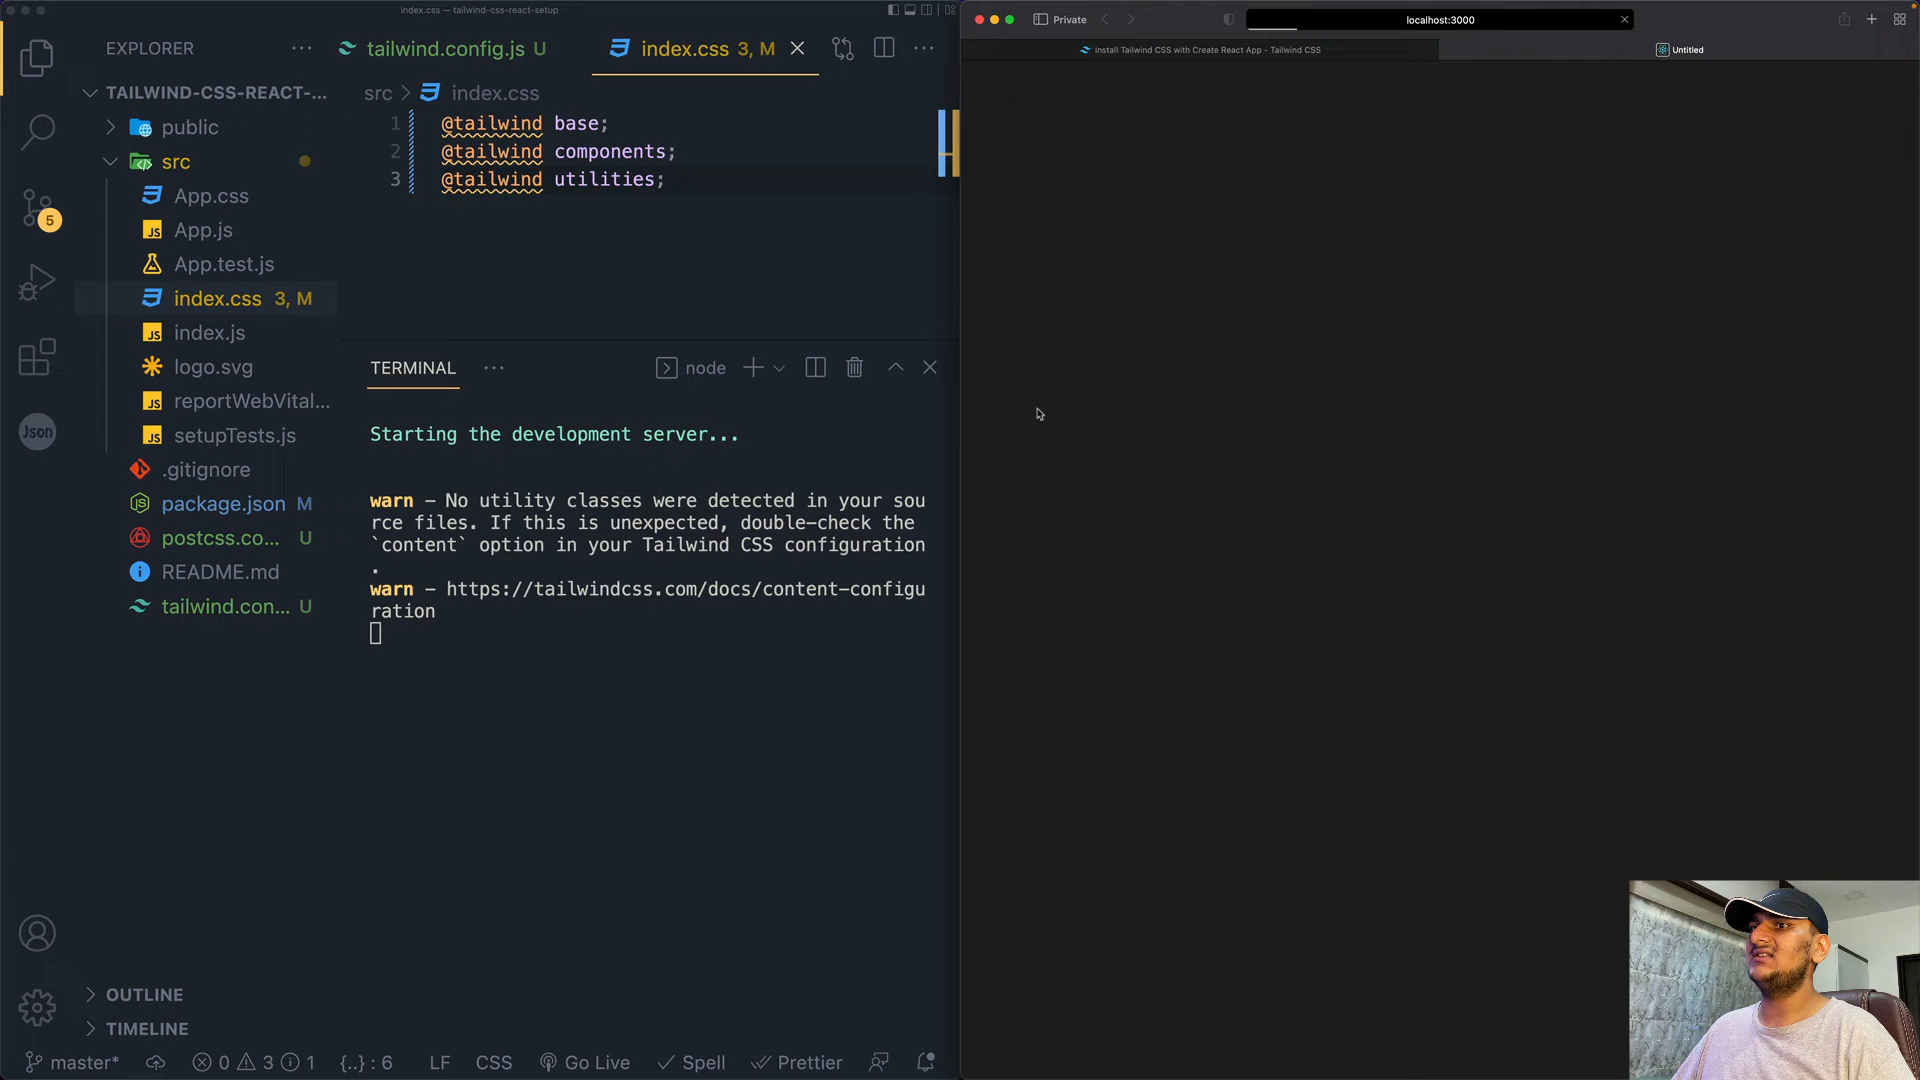 index.css — tailwind-css-react-setup
EXPLORER
TAILWIND-CSS-REACT-...
public
src
App.css
App.js
App.test.js
index.css 3, M
index.js
logo.svg
reportWebVital...
setupTests.js
.gitignore
package.json M
postcss.co... U
README.md
tailwind.con... U
OUTLINE
TIMELINE
5
Json
tailwind.config.js U
index.css 3, M
src > index.css
1 @tailwind base;
2 @tailwind components;
3 @tailwind utilities;
TERMINAL
node
Starting the development server...
warn - No utility classes were detected in your sou
rce files. If this is unexpected, double-check the
`content` option in your Tailwind CSS configuration
.
warn - https://tailwindcss.com/docs/content-configu
ration
master* 0 3 1 {..} : 6 LF CSS Go Live Spell Prettier
Private
localhost:3000
Install Tailwind CSS with Create React App - Tailwind CSS
Untitled